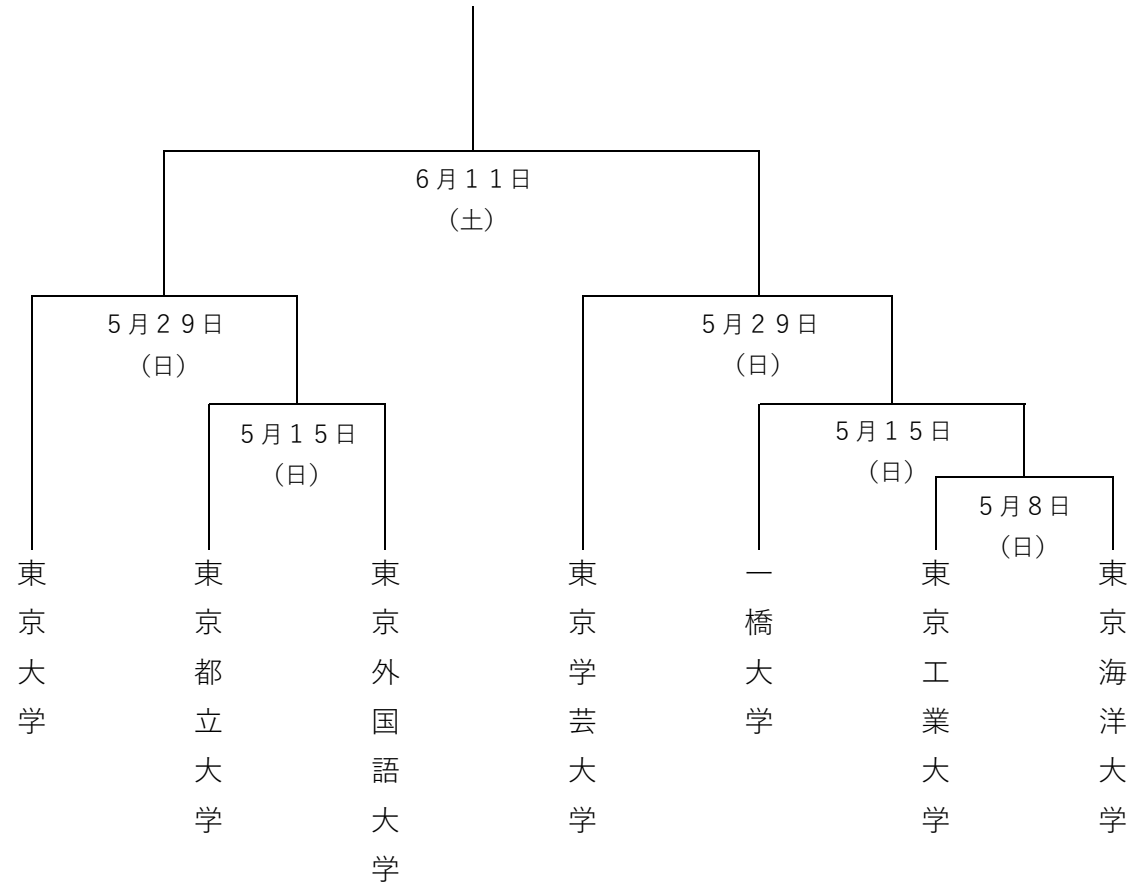 ６月１１日
（土）
５月２９日
（日）
５月２９日
（日）
５月１５日
（日）
５月１５日
（日）
５月８日
（日）
東京大学
東京都立大学
東京外国語大学
東京学芸大学
一橋大学
東京工業大学
東京海洋大学